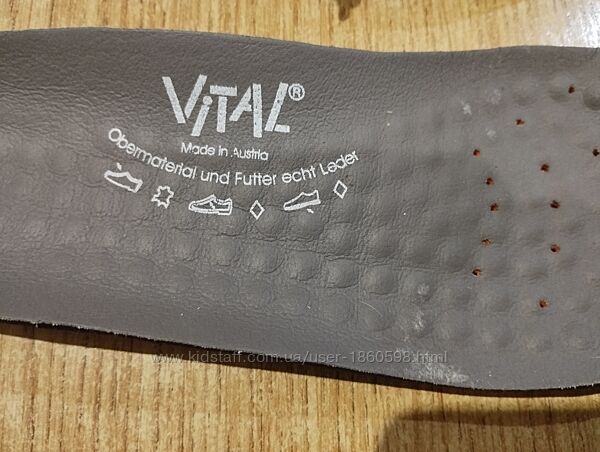 ViTAL®
Made in Austria
Obermaterial und Futter echt Leder
www.kidstaff.com.ua/user-1860598.html